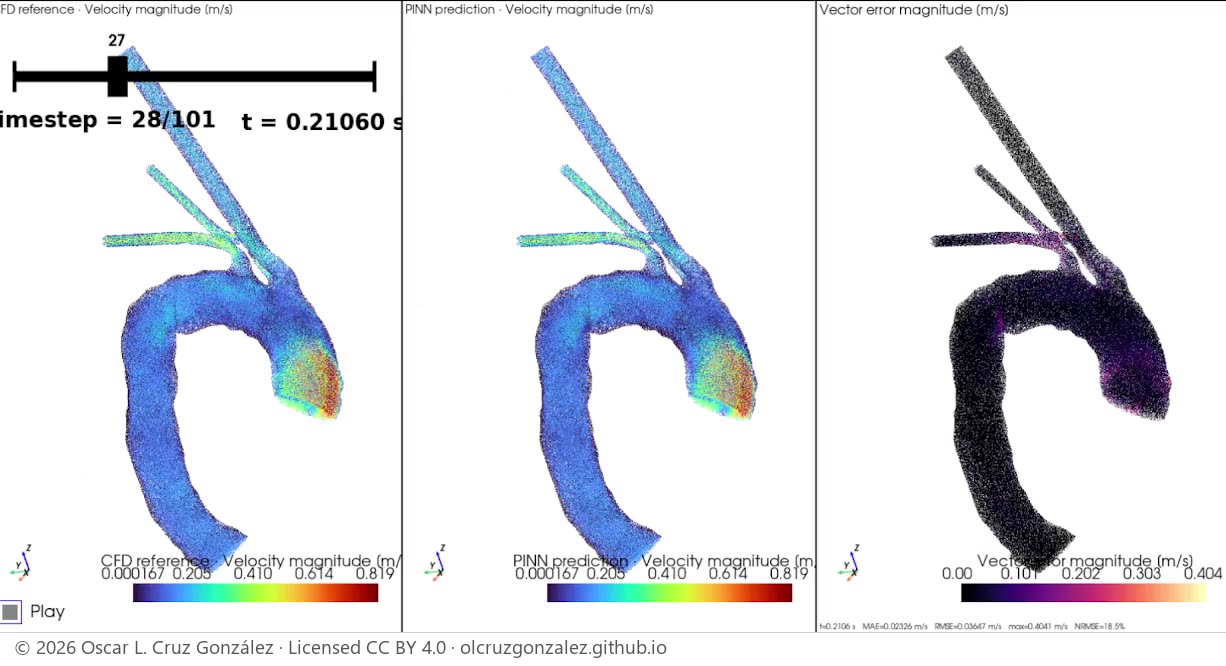 FD reference · Velocity magnitude (m/s)
27
imestep = 28/101 t = 0.21060 s
CFD reference · Velocity magnitude (m/
0.000167 0.205 0.410 0.614 0.819
Z
Y
X
Play
PINN prediction · Velocity magnitude (m/s)
PINN prediction · Velocity magnitude (m,
0.000167 0.205 0.410 0.614 0.819
Z
Y
X
Vector error magnitude (m/s)
Vector error magnitude (m/s)
0.00 0.101 0.202 0.303 0.404
Z
Y
X
t=0.2106 s MAE=0.02326 m/s RMSE=0.03647 m/s max=0.4041 m/s NRMSE=18.5%
© 2026 Oscar L. Cruz González · Licensed CC BY 4.0 · olcruzgonzalez.github.io